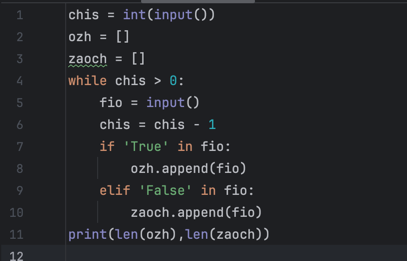 1 chis = int(input())
2 ozh = []
3 zaoch = []
4 while chis > 0:
5     fio = input()
6     chis = chis - 1
7     if 'True' in fio:
8         ozh.append(fio)
9     elif 'False' in fio:
10         zaoch.append(fio)
11 print(len(ozh),len(zaoch))
12